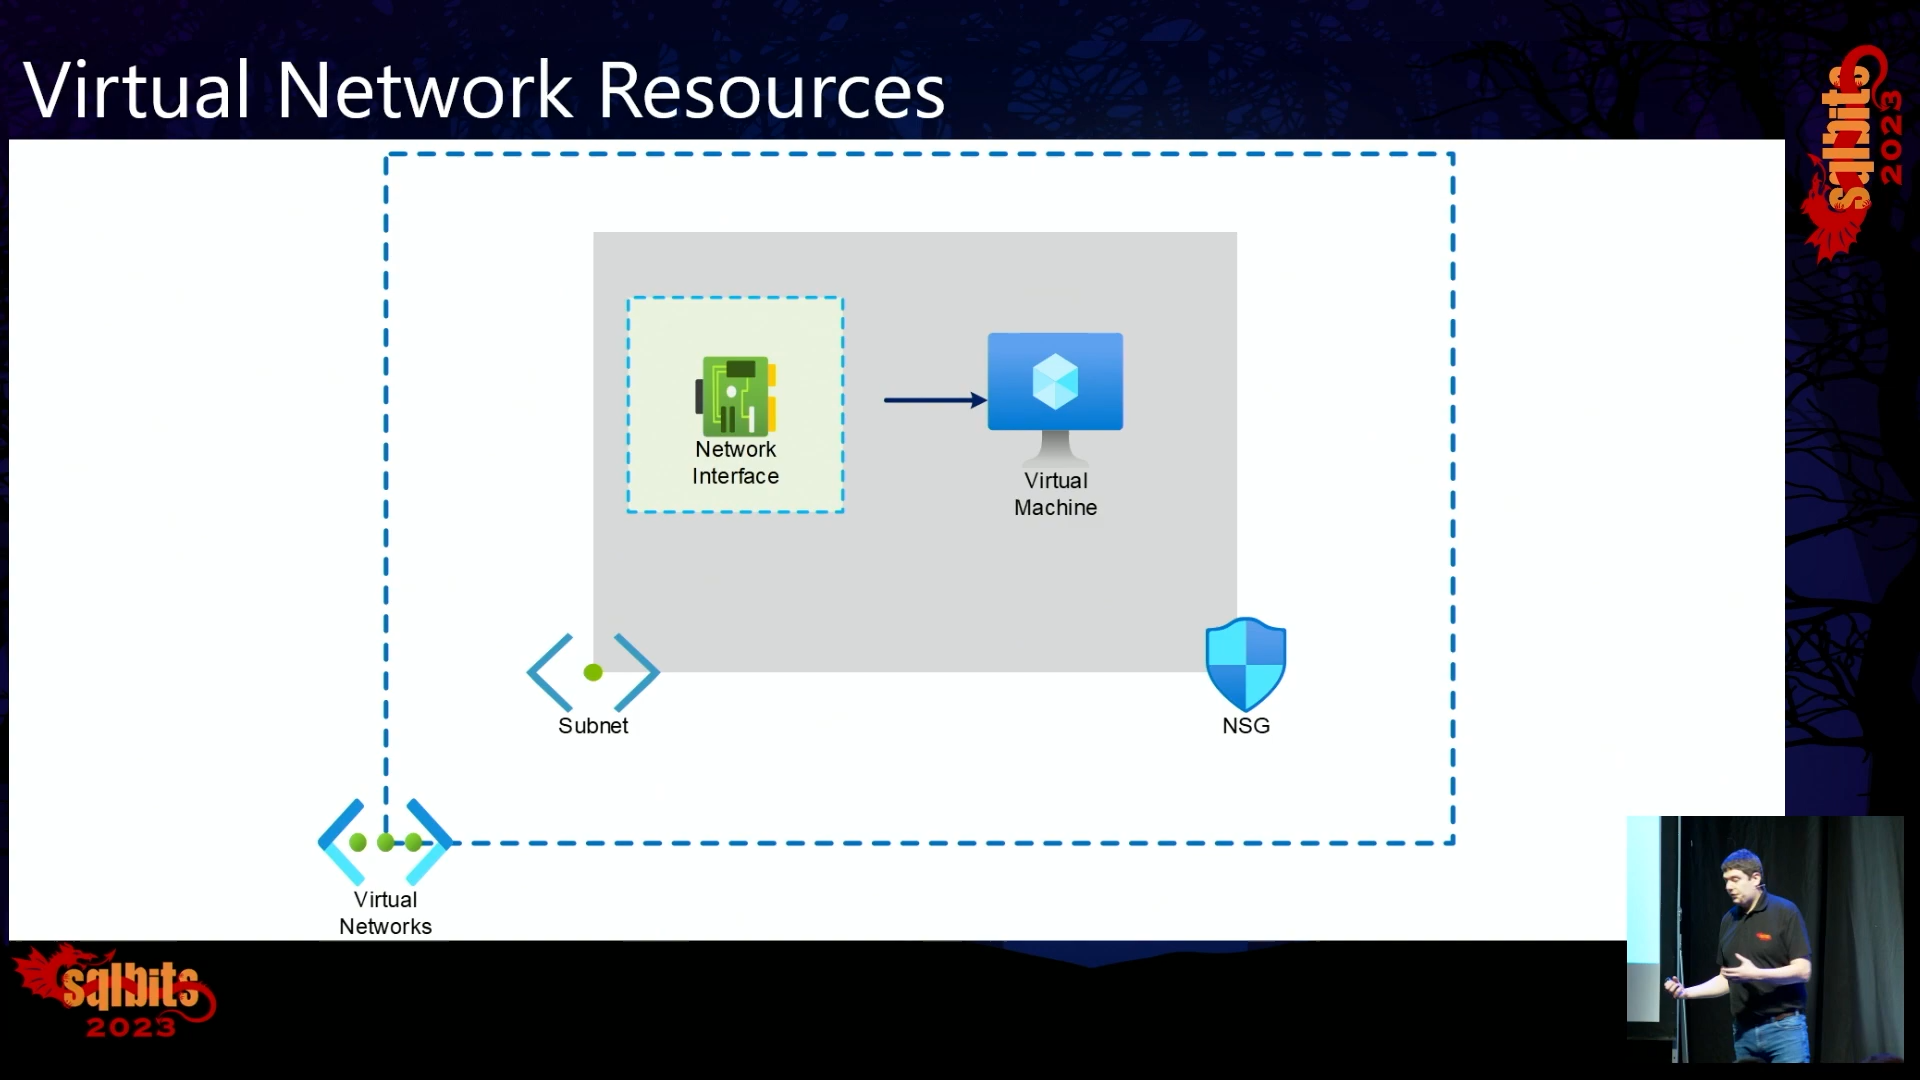 Virtual Network Resources
sqlbits
2023
Network
Interface
Virtual
Machine
Subnet
NSG
Virtual
Networks
sqlbits
2023